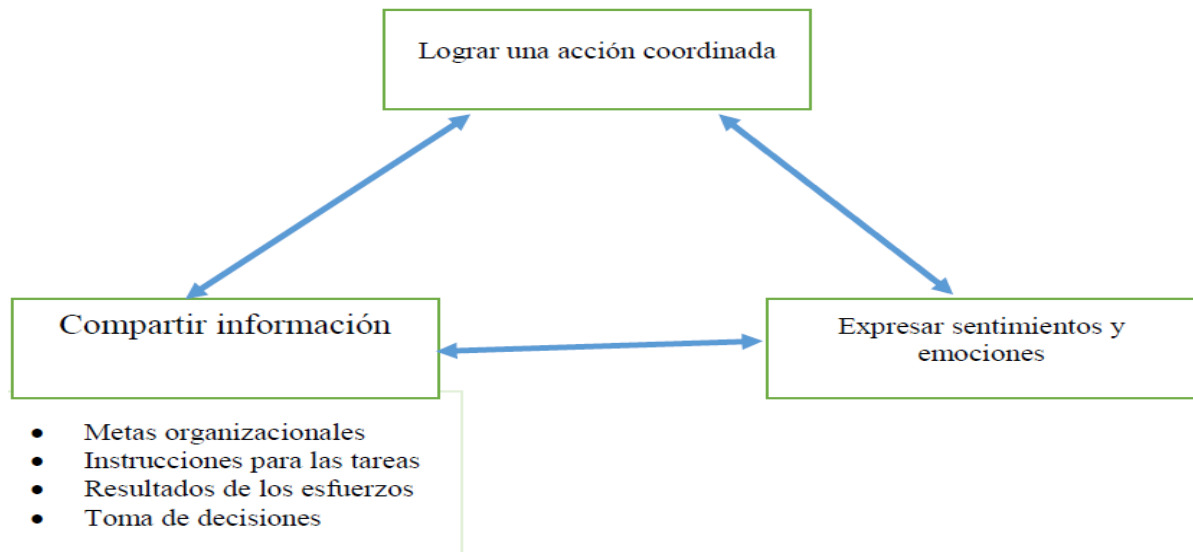 Lograr una acción coordinada
Compartir información
Expresar sentimientos y
emociones
• Metas organizacionales
• Instrucciones para las tareas
• Resultados de los esfuerzos
• Toma de decisiones